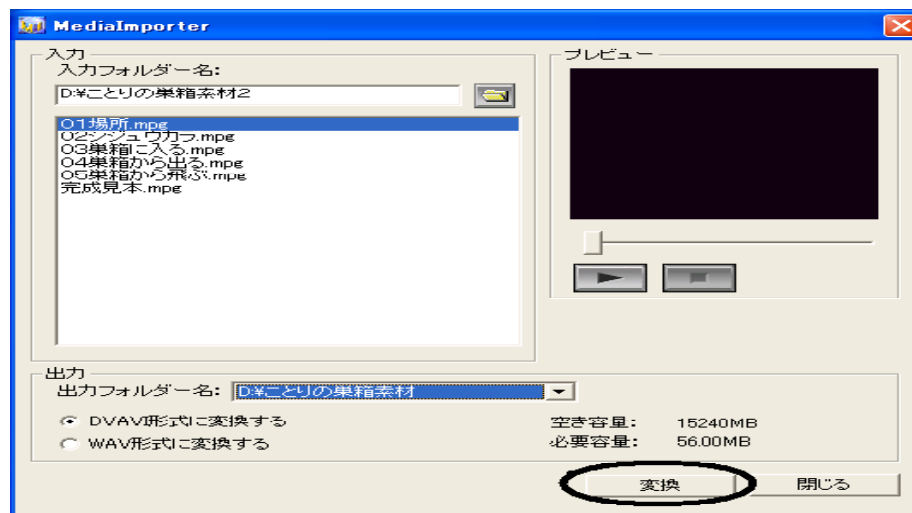 MediaImporter
入力
入力フォルダー名:
D:¥ことりの巣箱素材2
01場所.mpg
02シジュウカラ.mpg
03巣箱に入る.mpg
04巣箱から出る.mpg
05巣箱から飛ぶ.mpg
完成見本.mpg
プレビュー
出力
出力フォルダー名: D:¥ことりの巣箱素材
DVAVI形式に変換する
WAV形式に変換する
空き容量: 15240MB
必要容量: 56.00MB
変換
閉じる